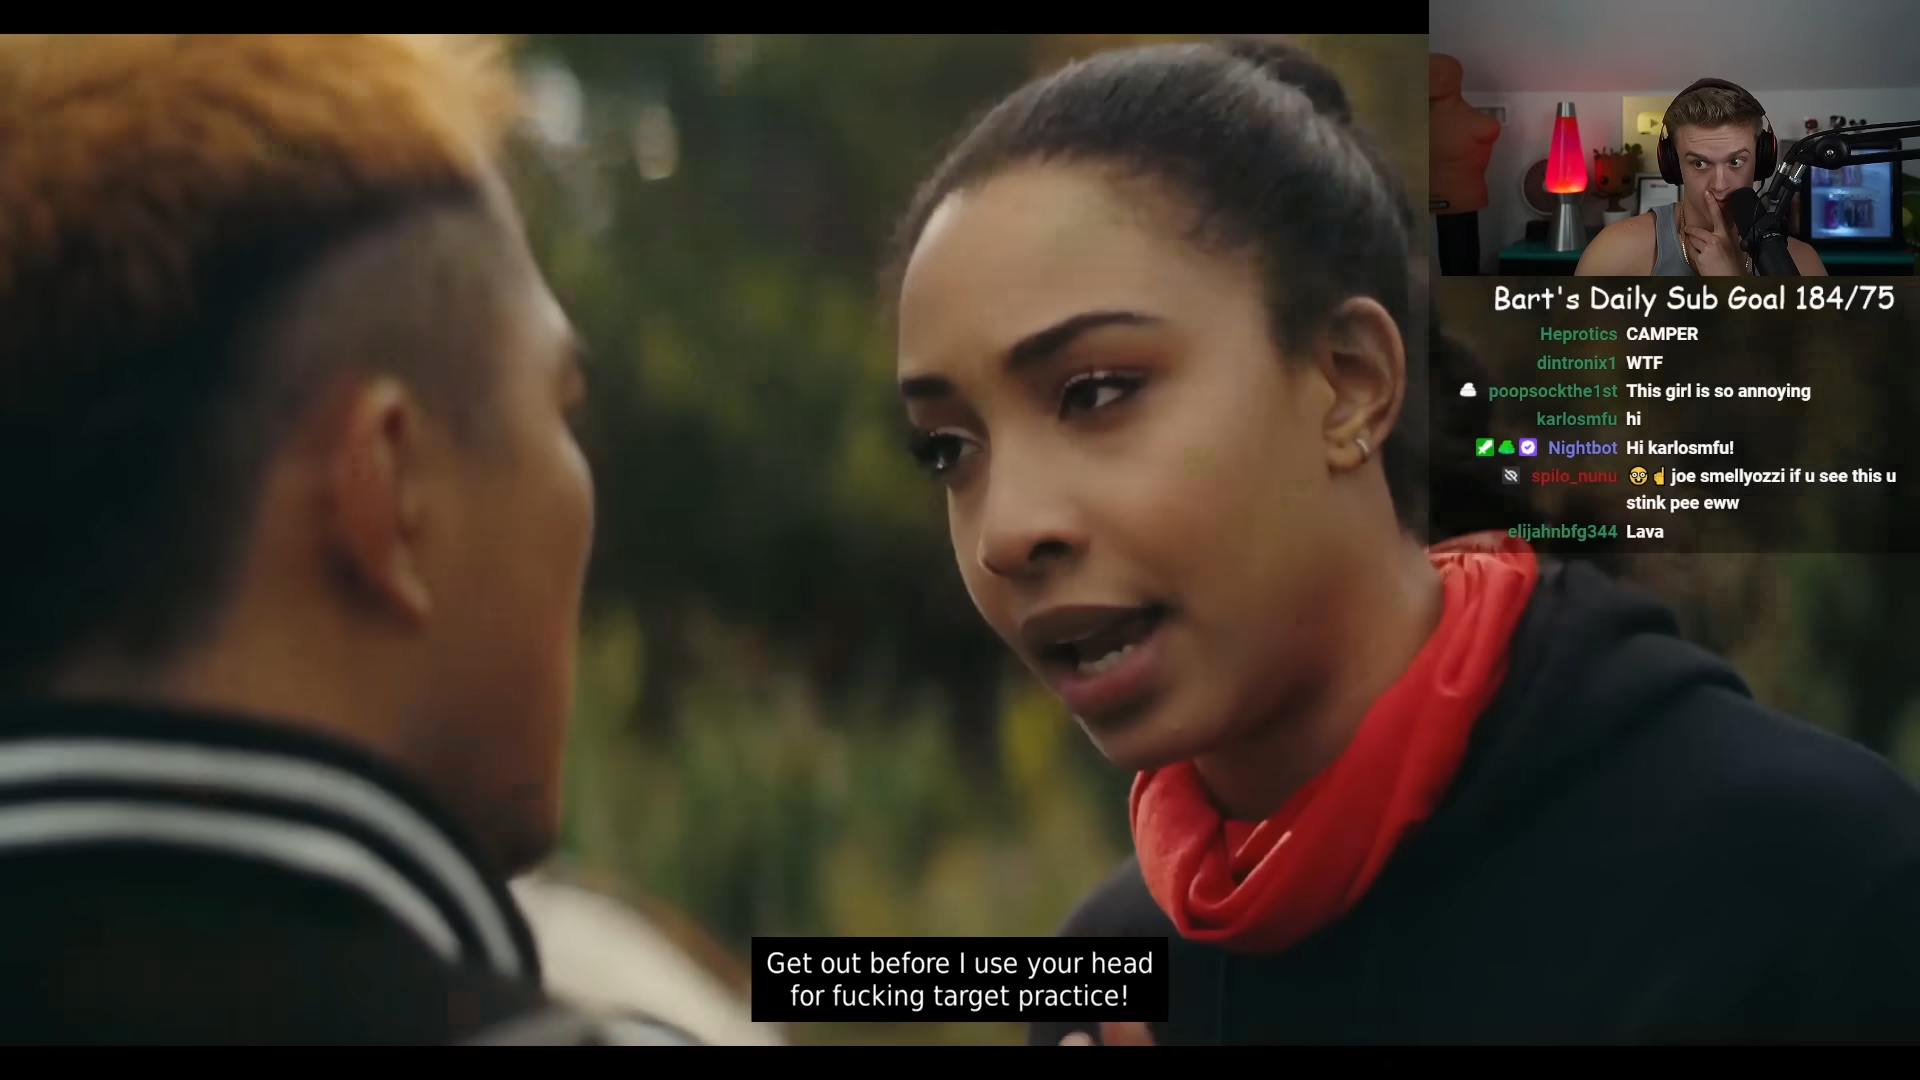 Bart's Daily Sub Goal 184/75
Heprotics CAMPER
dintronix1 WTF
poopsockthe1st This girl is so annoying
karlosmfu hi
Nightbot Hi karlosmfu!
spilo_nunu 🤓☝️ joe smellyozzi if u see this u
stink pee eww
elijahnbfg344 Lava
Get out before I use your head
for fucking target practice!